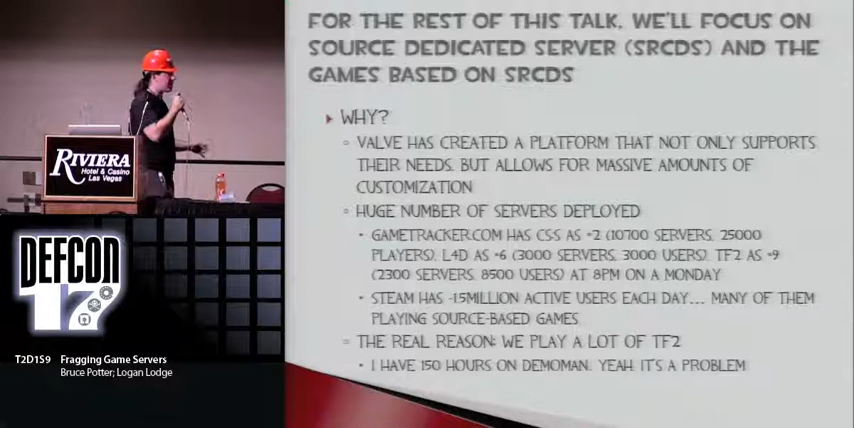 FOR THE REST OF THIS TALK, WE'LL FOCUS ON
SOURCE DEDICATED SERVER (SRCDS) AND THE
GAMES BASED ON SRCDS
WHY?
VALVE HAS CREATED A PLATFORM THAT NOT ONLY SUPPORTS
THEIR NEEDS, BUT ALLOWS FOR MASSIVE AMOUNTS OF
CUSTOMIZATION
HUGE NUMBER OF SERVERS DEPLOYED
GAMETRACKER.COM HAS CSS AS #2 (10700 SERVERS, 25000
PLAYERS), L4D AS #6 (3000 SERVERS, 3000 USERS), TF2 AS #9
(2300 SERVERS, 8500 USERS) AT 8PM ON A MONDAY
STEAM HAS ~1.5MILLION ACTIVE USERS EACH DAY... MANY OF THEM
PLAYING SOURCE-BASED GAMES
THE REAL REASON: WE PLAY A LOT OF TF2
I HAVE 150 HOURS ON DEMOMAN. YEAH, IT'S A PROBLEM
RIVIERA
Hotel & Casino
Las Vegas
DEFCON
17
T2D1S9 Fragging Game Servers
Bruce Potter; Logan Lodge